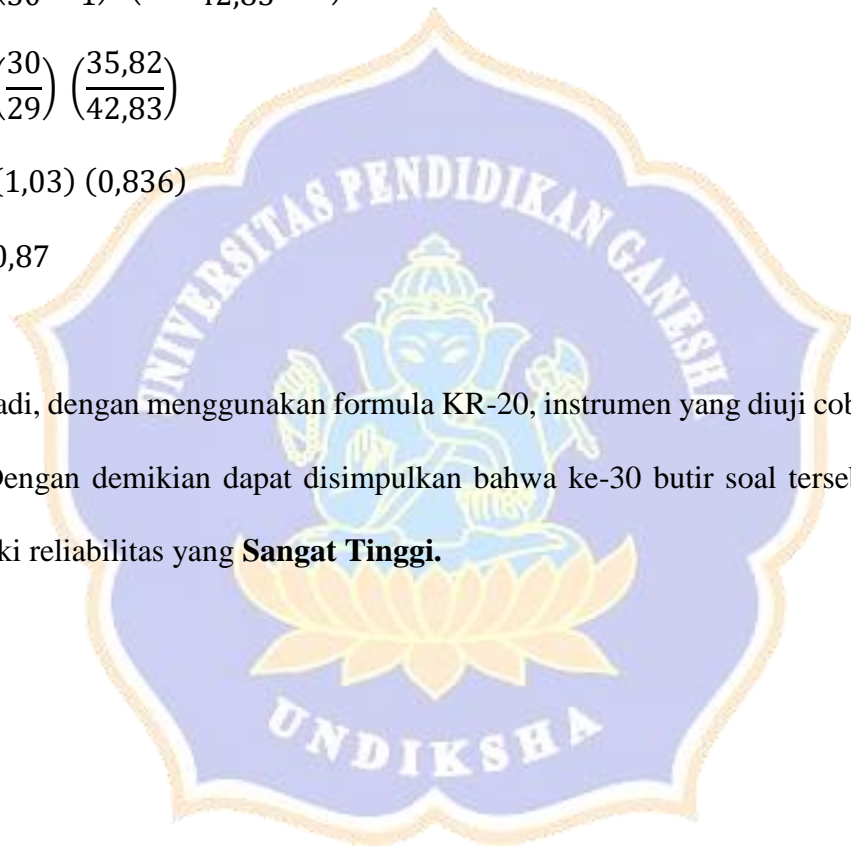 (30/29) (35,82/42,83)
(1,03) (0,836)
0,87
UNIVERSITAS PENDIDIKAN GANESHA
adi, dengan menggunakan formula KR-20, instrumen yang diuji cob
Dengan demikian dapat disimpulkan bahwa ke-30 butir soal terseb
ki reliabilitas yang Sangat Tinggi.
UNDIKSHA